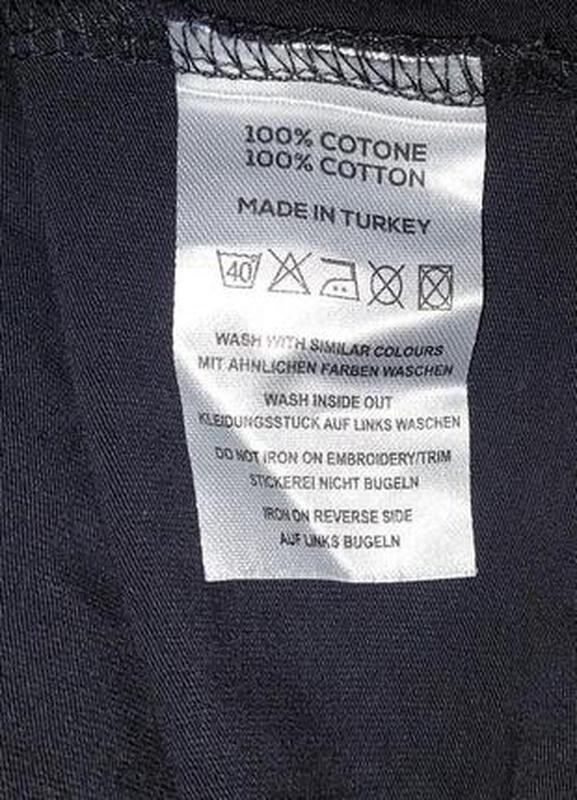 100% COTONE
100% COTTON
MADE IN TURKEY
40
WASH WITH SIMILAR COLOURS
MIT AHNLICHEN FARBEN WASCHEN
WASH INSIDE OUT
KLEIDUNGSSTUCK AUF LINKS WASCHEN
DO NOT IRON ON EMBROIDERY/TRIM
STICKEREI NICHT BUGELN
IRON ON REVERSE SIDE
AUF LINKS BUGELN